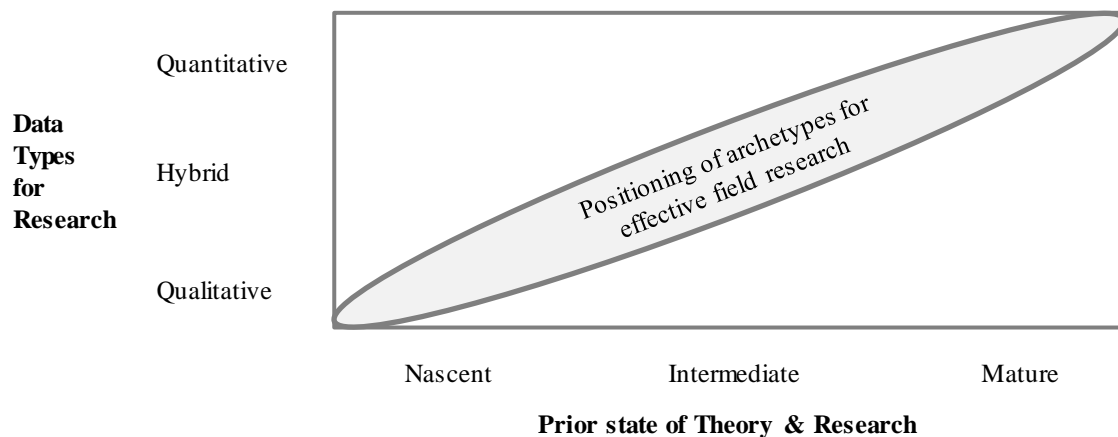 Quantitative
Data
Types
for
Research
Hybrid
Qualitative
Positioning of archetypes for
effective field research
Nascent
Intermediate
Mature
Prior state of Theory & Research